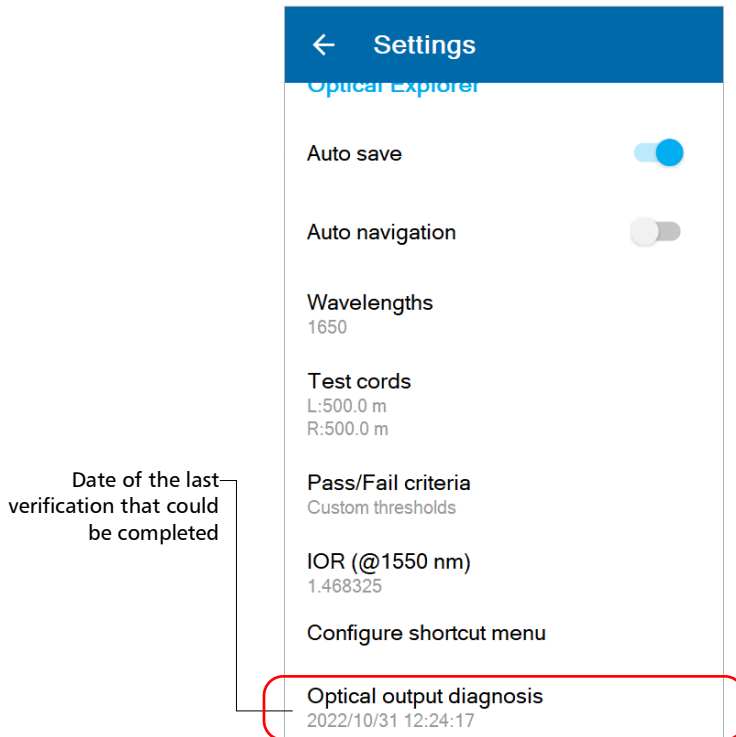 Settings
Optical Explorer
Auto save
Auto navigation
Wavelengths
1650
Test cords
L:500.0 m
R:500.0 m
Pass/Fail criteria
Custom thresholds
IOR (@1550 nm)
1.468325
Configure shortcut menu
Optical output diagnosis
2022/10/31 12:24:17
Date of the last
verification that could
be completed